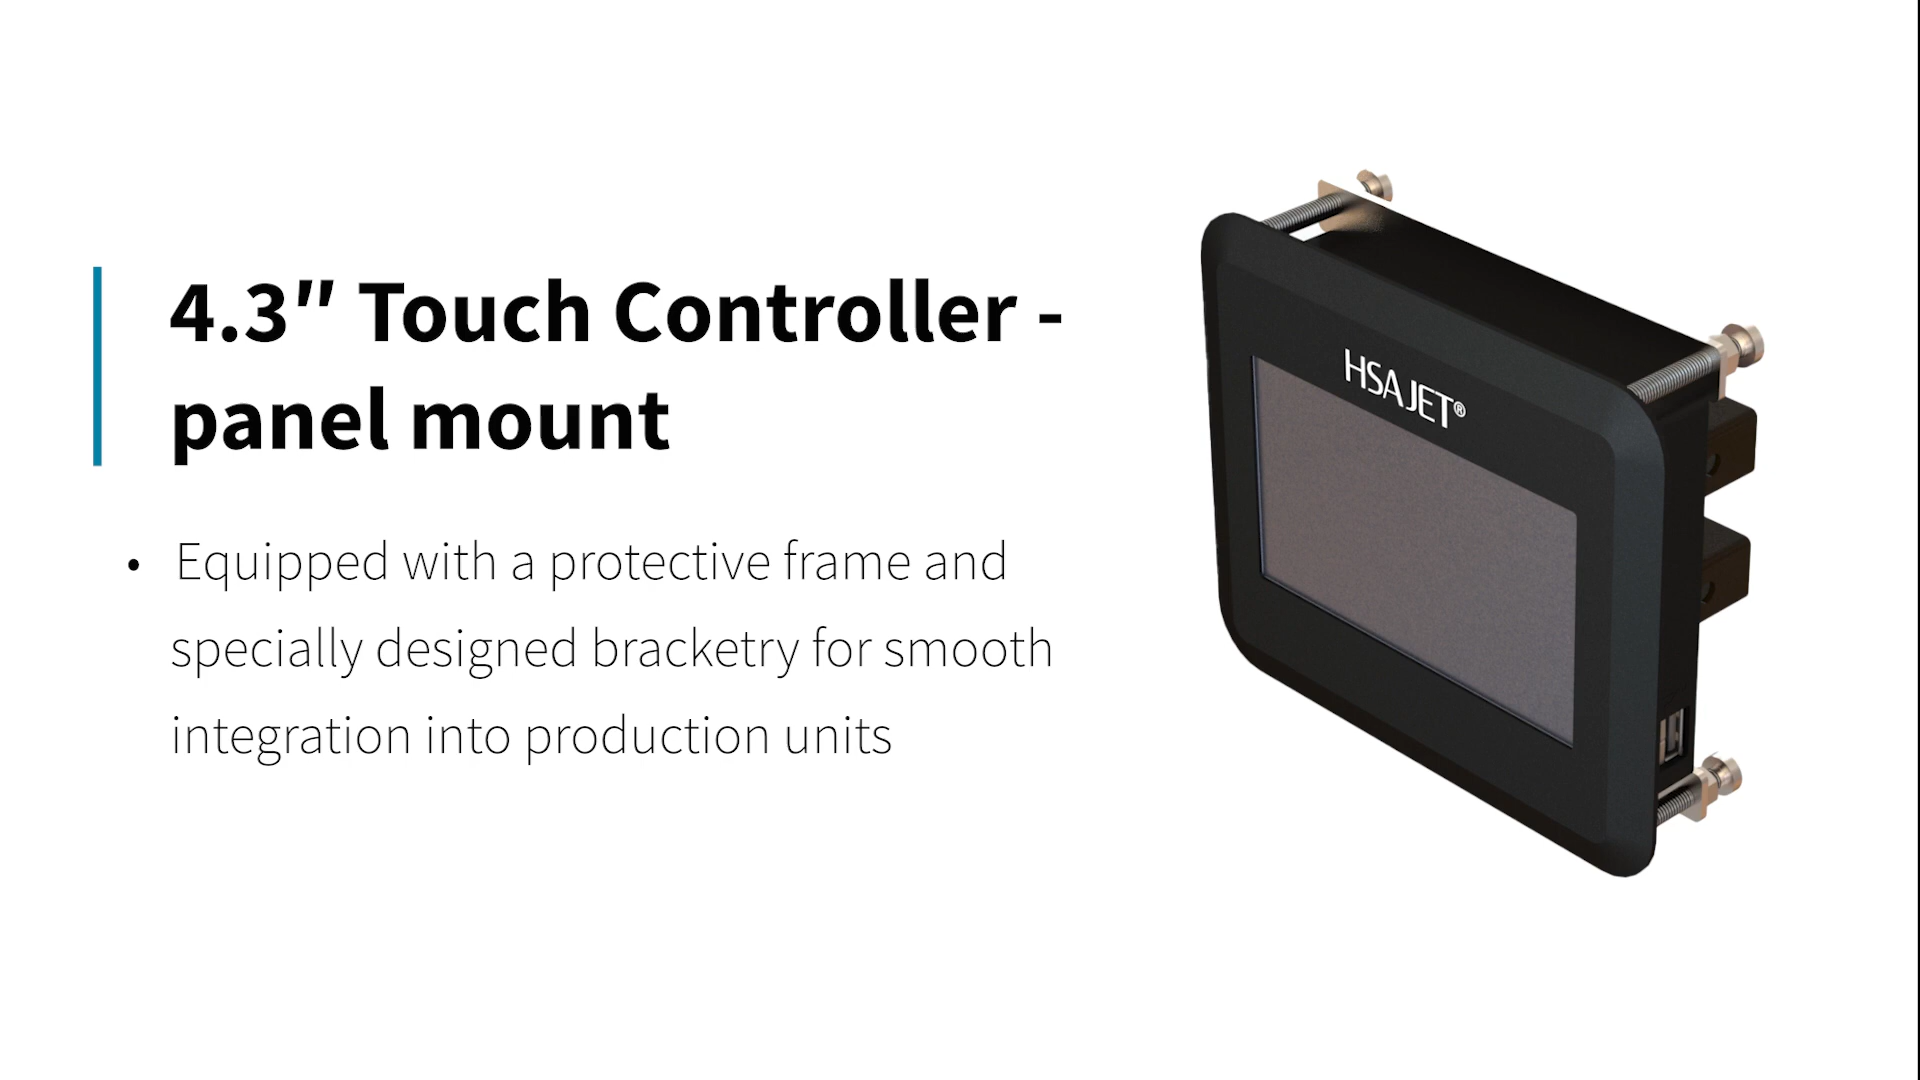 4.3″ Touch Controller -
panel mount
• Equipped with a protective frame and
specially designed bracketry for smooth
integration into production units
HSAJET®